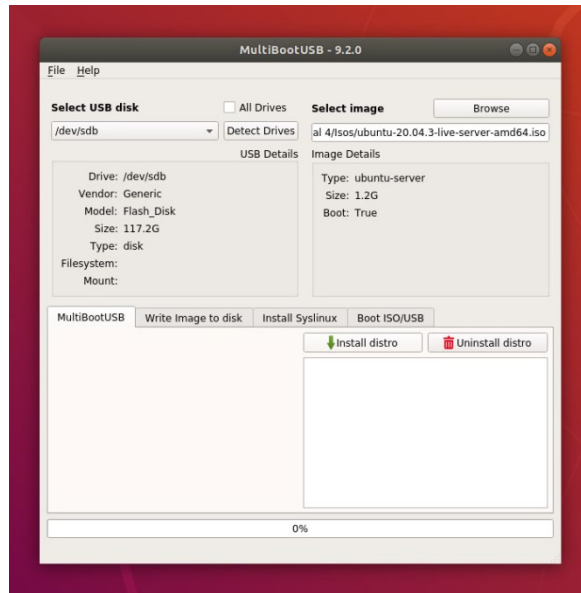 MultiBootUSB - 9.2.0
File Help
Select USB disk
All Drives
Select image
Browse
/dev/sdb
Detect Drives
al 4/Isos/ubuntu-20.04.3-live-server-amd64.iso
USB Details
Image Details
Drive: /dev/sdb
Vendor: Generic
Model: Flash_Disk
Size: 117.2G
Type: disk
Filesystem:
Mount:
Type: ubuntu-server
Size: 1.2G
Boot: True
MultiBootUSB
Write Image to disk
Install Syslinux
Boot ISO/USB
Install distro
Uninstall distro
0%